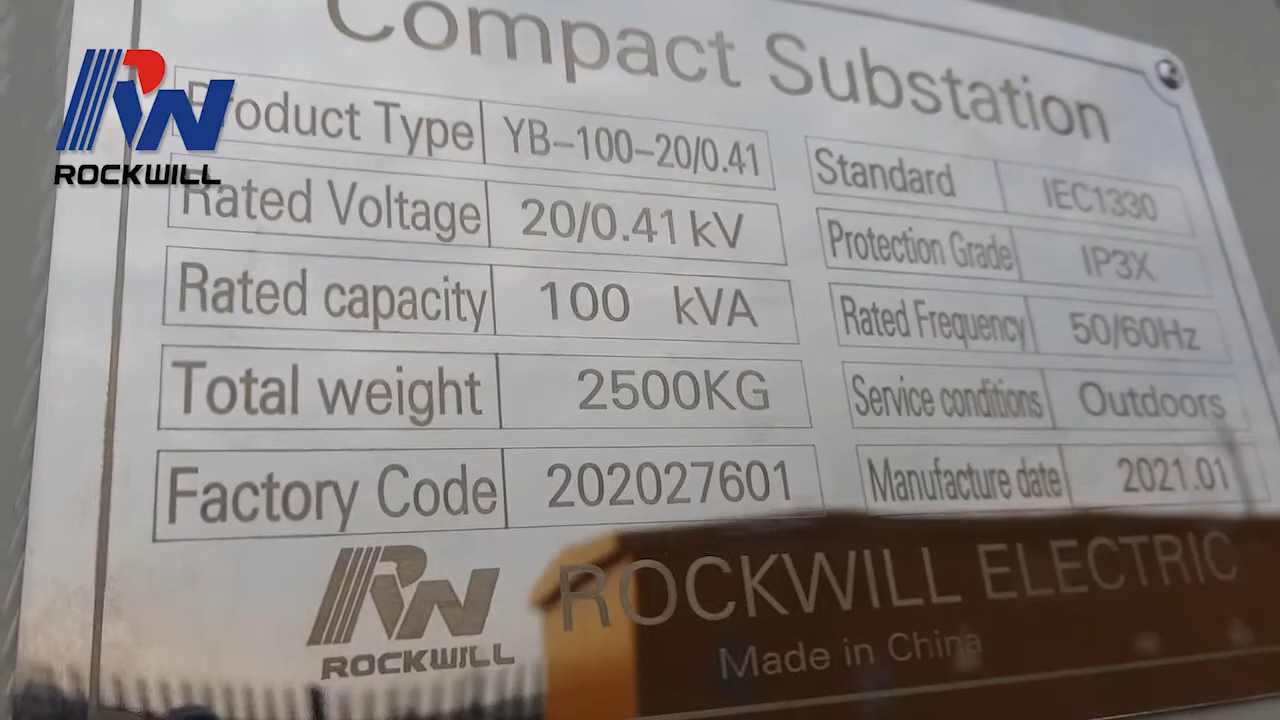 Compact Substation
ROCKWILL
Product Type YB-100-20/0.41
Rated Voltage 20/0.41 kV
Rated capacity 100 kVA
Total weight 2500KG
Factory Code 202027601
Standard IEC1330
Protection Grade IP3X
Rated Frequency 50/60Hz
Service conditions Outdoors
Manufacture date 2021.01
ROCKWILL
ROCKWILL ELECTRIC
Made in China